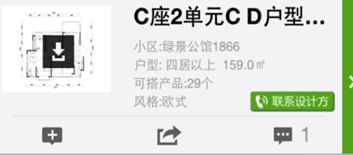 C座2单元C D户型...
小区:绿景公馆1866
户型: 四居以上 159.0㎡
可搭产品:29个
风格:欧式
联系设计方
1